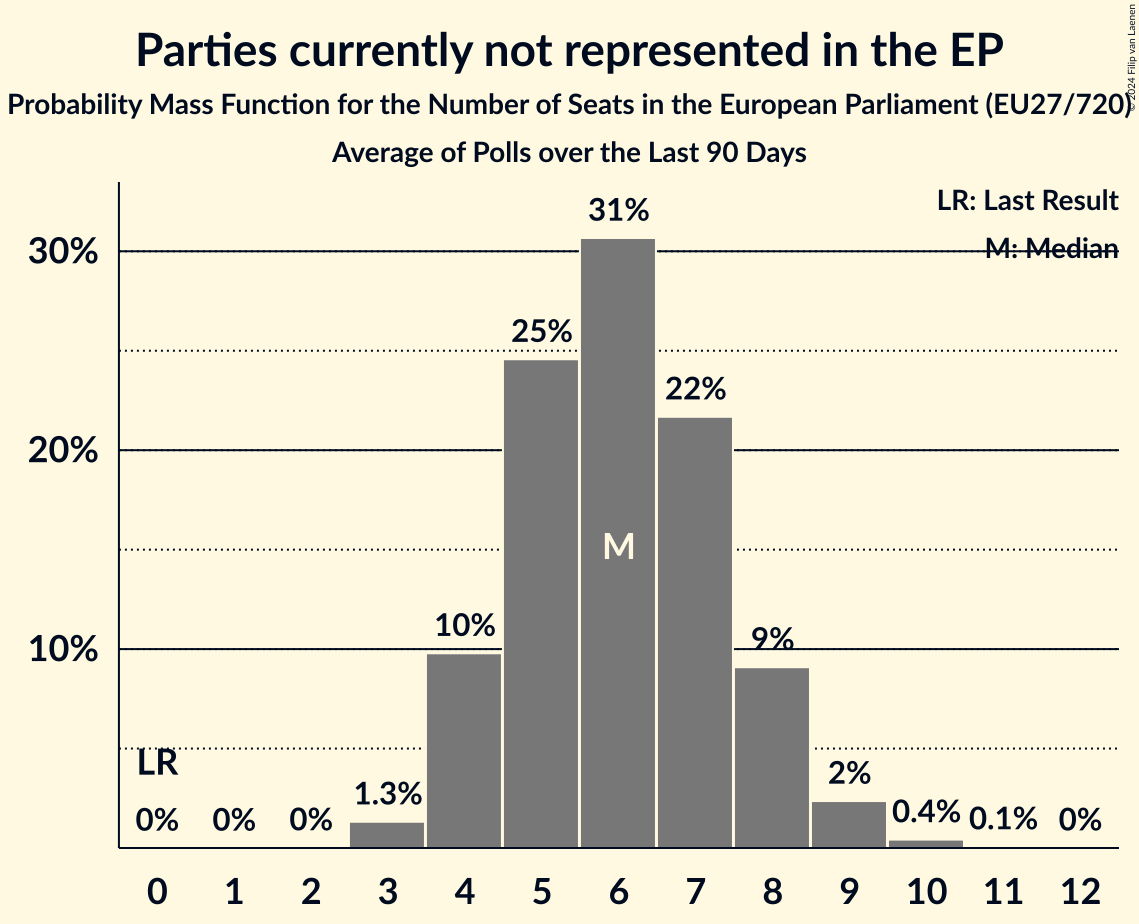 Parties currently not represented in the EP
Probability Mass Function for the Number of Seats in the European Parliament (EU27/720)
Average of Polls over the Last 90 Days
© 2024 Filip van Laenen
LR: Last Result
M: Median
30%
20%
10%
31%
25%
22%
M
10%
9%
LR
2%
1.3%
0%
0%
0%
0.4%
0.1%
0%
0 1 2 3 4 5 6 7 8 9 10 11 12